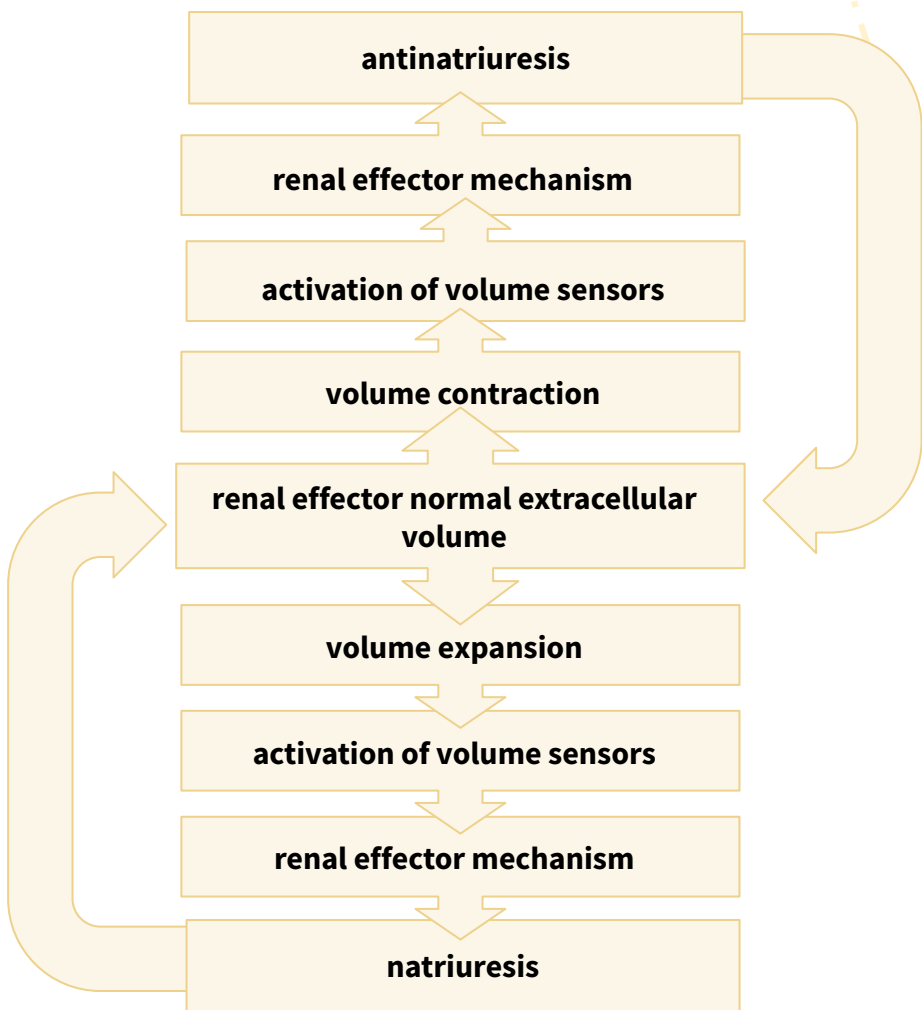 antinatriuresis
renal effector mechanism
activation of volume sensors
volume contraction
renal effector normal extracellular
volume
volume expansion
activation of volume sensors
renal effector mechanism
natriuresis